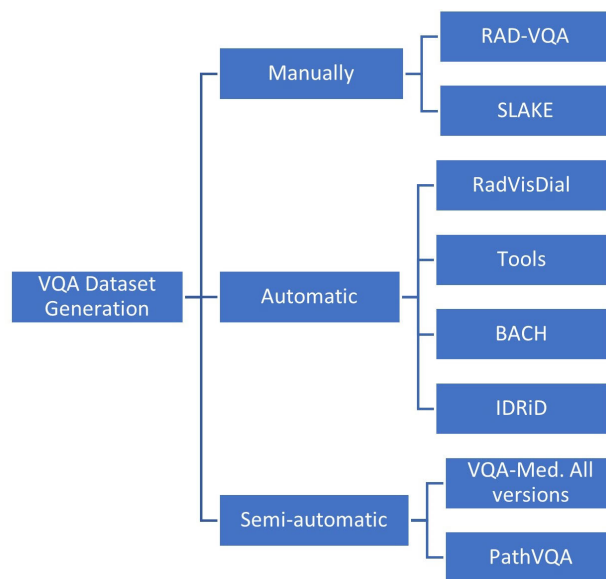 RAD-VQA
Manually
SLAKE
RadVisDial
Tools
VQA Dataset
Generation
Automatic
BACH
IDRiD
VQA-Med. All
versions
Semi-automatic
PathVQA